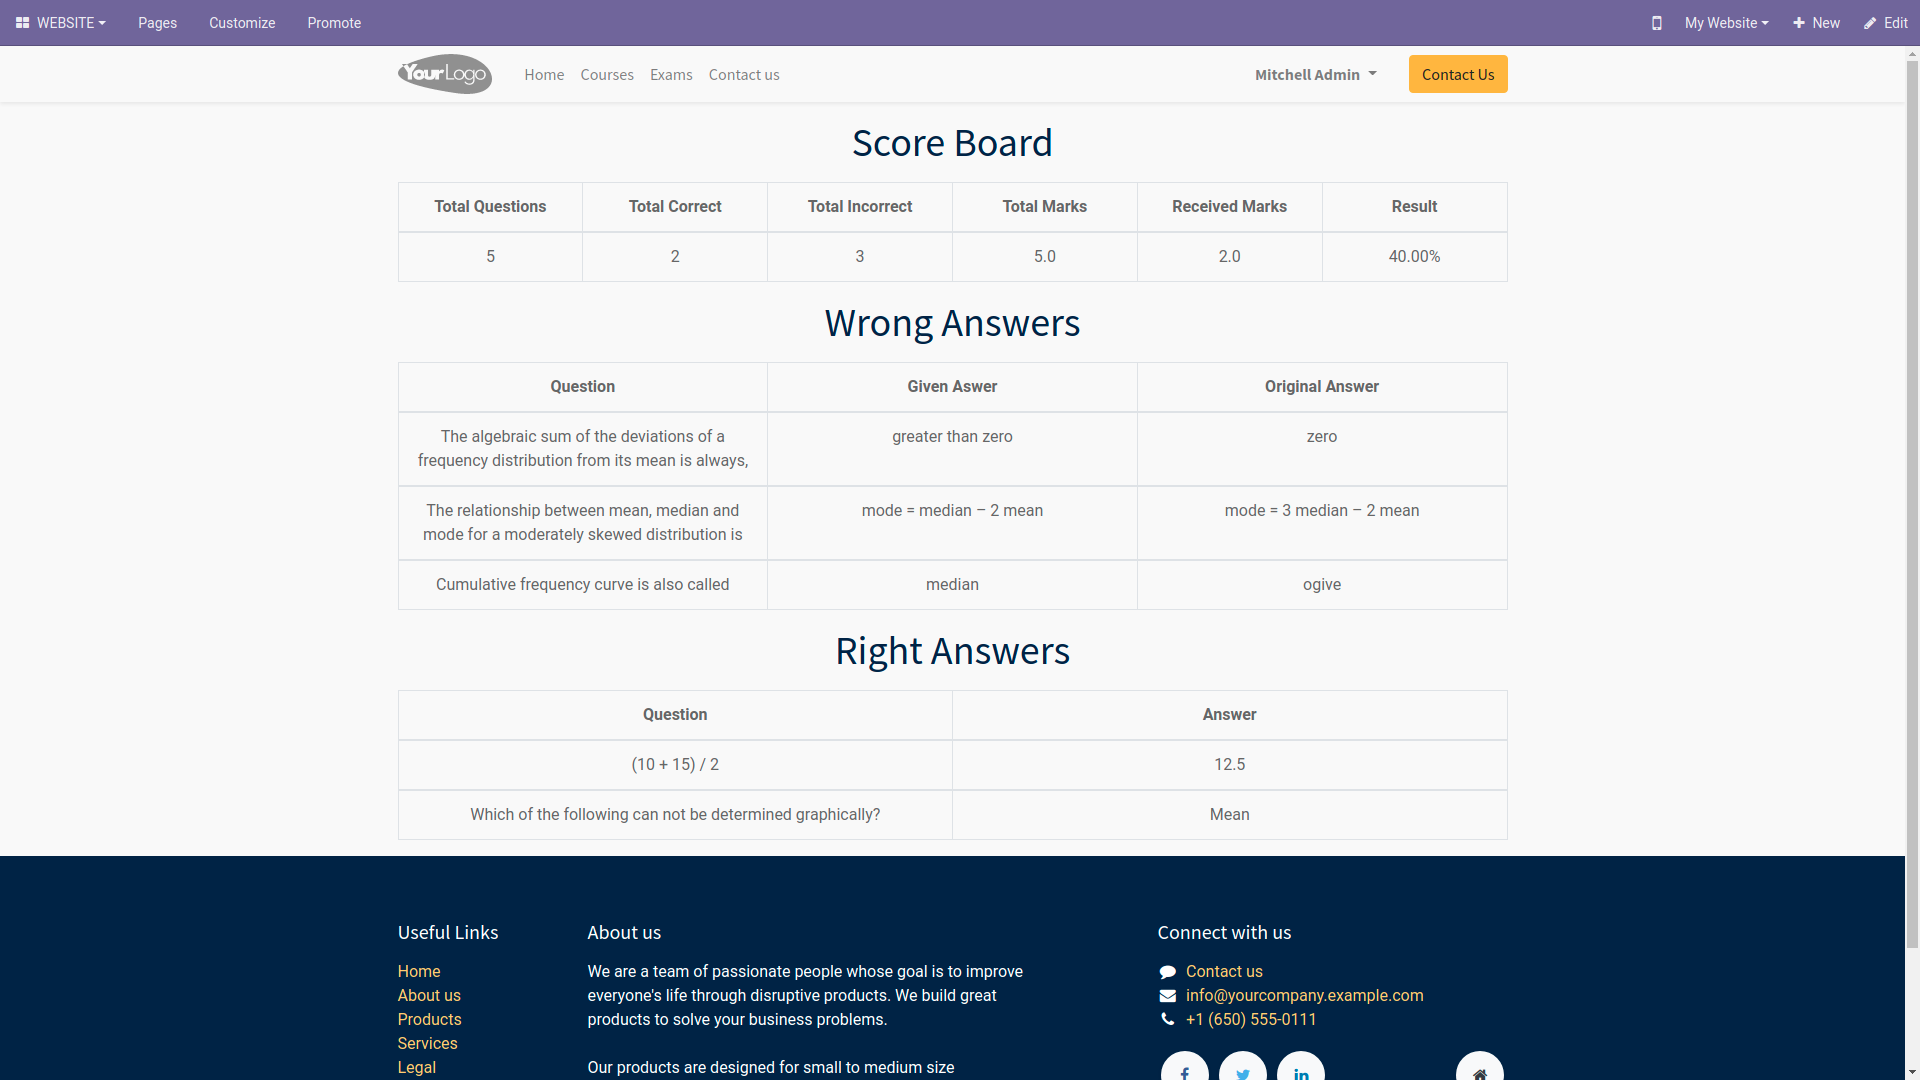 WEBSITE Pages Customize Promote My Website New Edit
YourLogo Home Courses Exams Contact us Mitchell Admin Contact Us
Score Board
Total Questions Total Correct Total Incorrect Total Marks Received Marks Result
5 2 3 5.0 2.0 40.00%
Wrong Answers
Question Given Aswer Original Answer
The algebraic sum of the deviations of a greater than zero zero
frequency distribution from its mean is always,
The relationship between mean, median and mode = median – 2 mean mode = 3 median – 2 mean
mode for a moderately skewed distribution is
Cumulative frequency curve is also called median ogive
Right Answers
Question Answer
(10 + 15) / 2 12.5
Which of the following can not be determined graphically? Mean
Useful Links
Home
About us
Products
Services
Legal
About us
We are a team of passionate people whose goal is to improve
everyone's life through disruptive products. We build great
products to solve your business problems.
Our products are designed for small to medium size
Connect with us
Contact us
info@yourcompany.example.com
+1 (650) 555-0111